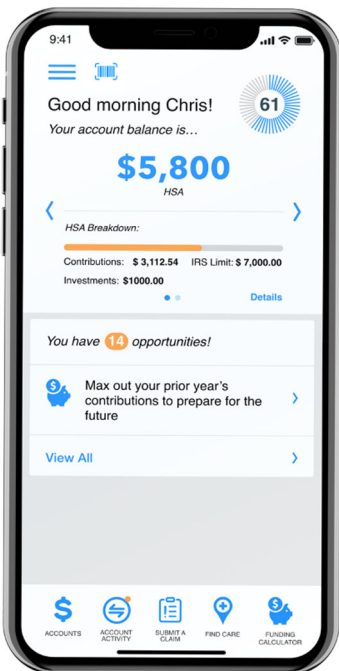 9:41
Good morning Chris!
61
Your account balance is...
$5,800
HSA
HSA Breakdown:
Contributions: $ 3,112.54 IRS Limit: $ 7,000.00
Investments: $1000.00
Details
You have 14 opportunities!
Max out your prior year's
contributions to prepare for the
future
View All
ACCOUNTS
ACCOUNT
ACTIVITY
SUBMIT A
CLAIM
FIND CARE
FUNDING
CALCULATOR